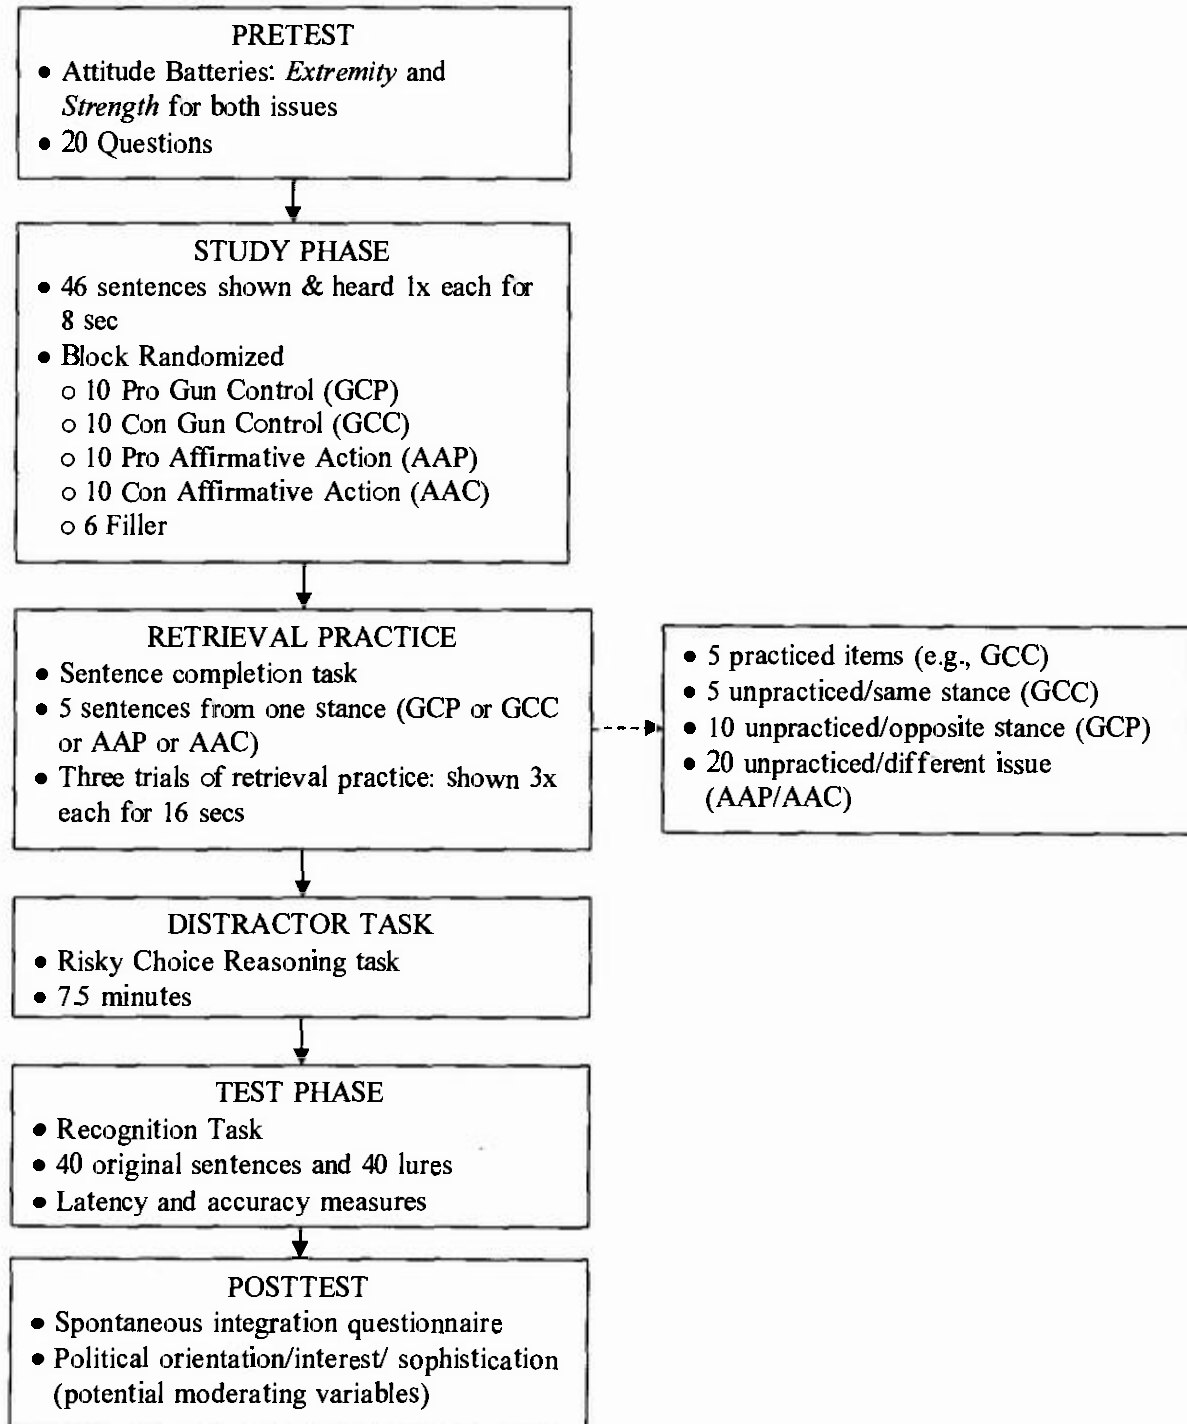 PRETEST
• Attitude Batteries: Extremity and
Strength for both issues
• 20 Questions
STUDY PHASE
• 46 sentences shown & heard 1x each for
8 sec
• Block Randomized
o 10 Pro Gun Control (GCP)
o 10 Con Gun Control (GCC)
o 10 Pro Affirmative Action (AAP)
o 10 Con Affirmative Action (AAC)
o 6 Filler
RETRIEVAL PRACTICE
• Sentence completion task
• 5 sentences from one stance (GCP or GCC
or AAP or AAC)
• Three trials of retrieval practice: shown 3x
each for 16 secs
• 5 practiced items (e.g., GCC)
• 5 unpracticed/same stance (GCC)
• 10 unpracticed/opposite stance (GCP)
• 20 unpracticed/different issue
(AAP/AAC)
DISTRACTOR TASK
• Risky Choice Reasoning task
• 7.5 minutes
TEST PHASE
• Recognition Task
• 40 original sentences and 40 lures
• Latency and accuracy measures
POSTTEST
• Spontaneous integration questionnaire
• Political orientation/interest/ sophistication
(potential moderating variables)